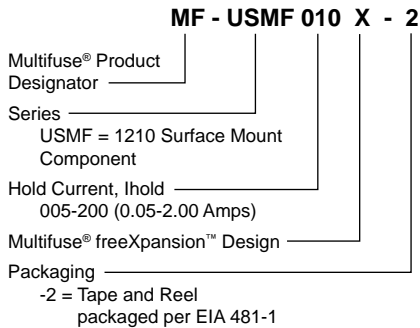 MF - USMF 010 X - 2
Multifuse® Product
Designator
Series
USMF = 1210 Surface Mount
Component
Hold Current, Ihold
005-200 (0.05-2.00 Amps)
Multifuse® freeXpansion™ Design
Packaging
-2 = Tape and Reel
packaged per EIA 481-1